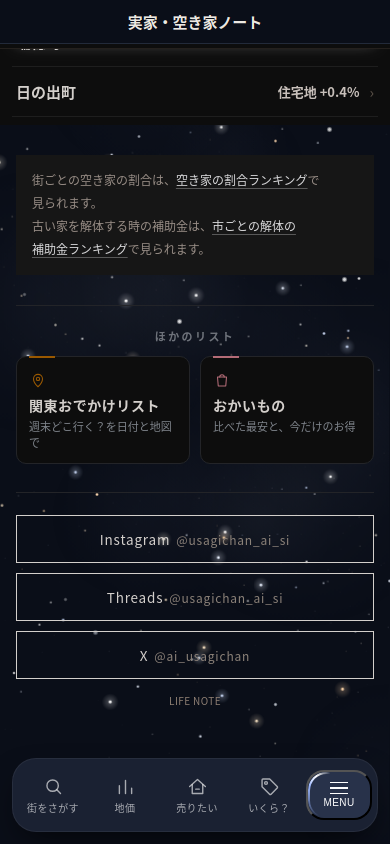 実家・空き家ノート
日の出町 住宅地 +0.4% ›
街ごとの空き家の割合は、空き家の割合ランキングで
見られます。
古い家を解体する時の補助金は、市ごとの解体の
補助金ランキングで見られます。
ほかのリスト
関東おでかけリスト
週末どこ行く？を日付と地図
で
おかいもの
比べた最安と、今だけのお得
Instagram @usagichan_ai_si
Threads @usagichan_ai_si
X @ai_usagichan
LIFE NOTE
街をさがす 地価 売りたい いくら？ MENU